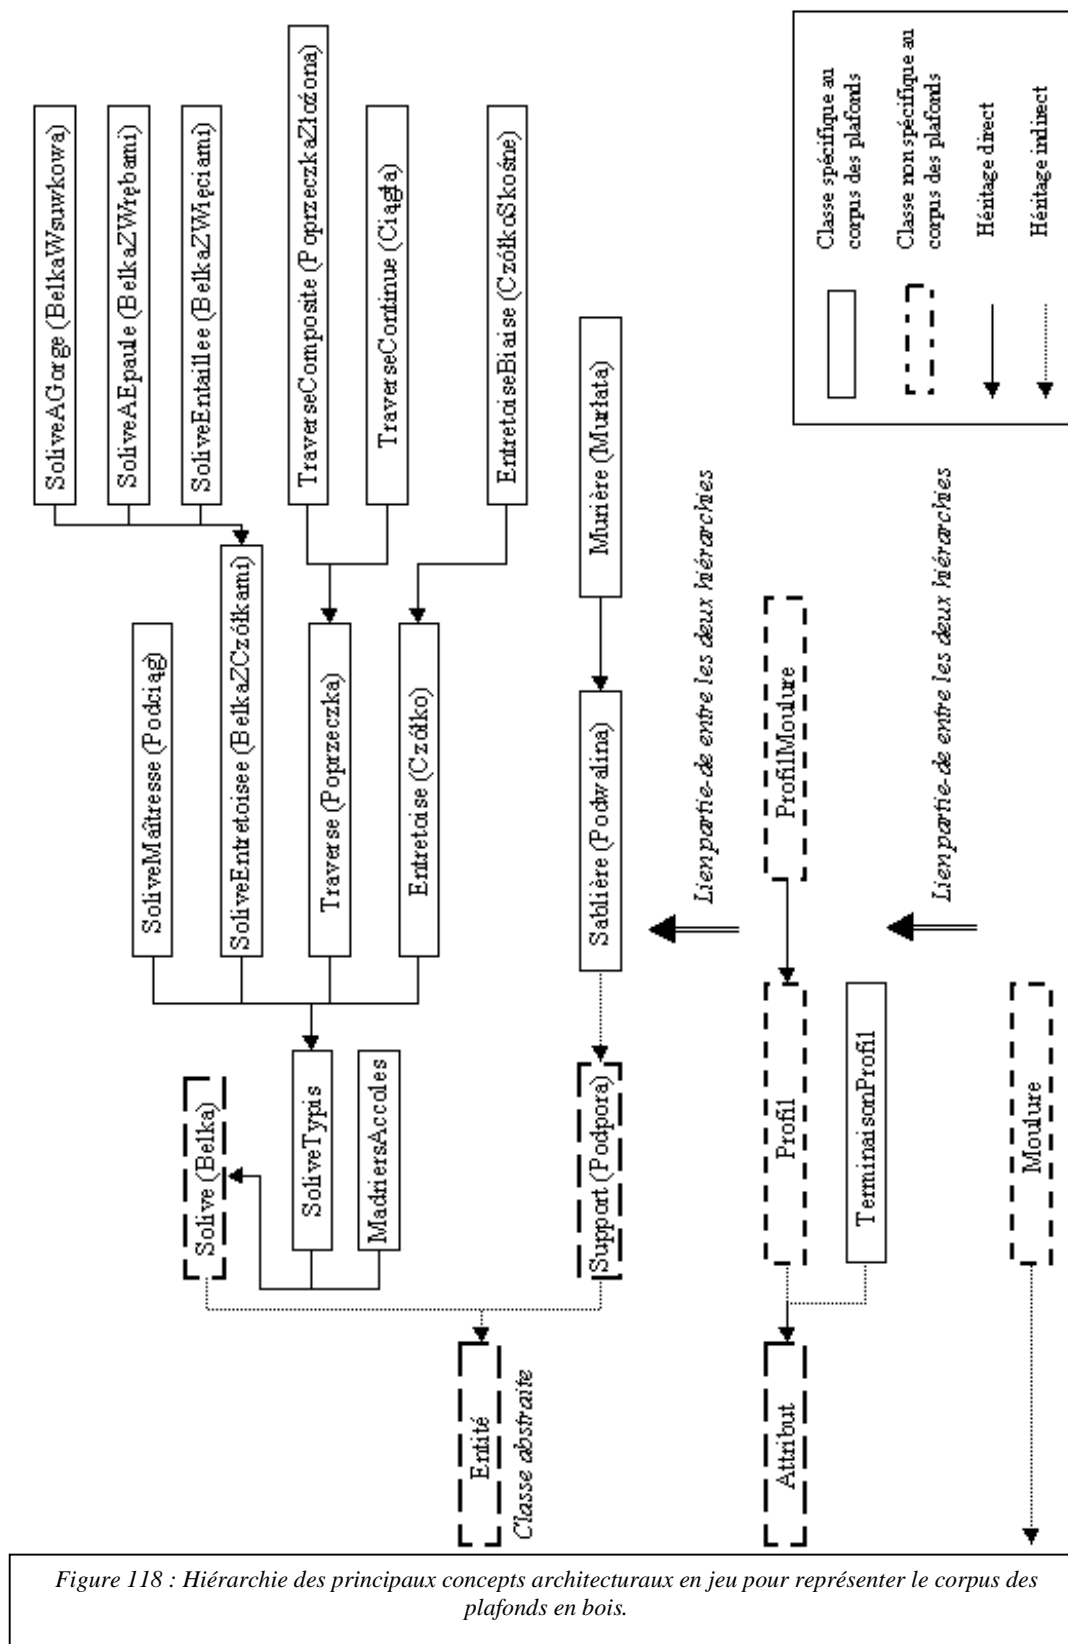 SoliveAGorge (BelkaWsuwkowa)
SoliveAEpaule (BelkaZWrębami)
SoliveEntaillee (BelkaZWięciami)
TraverseComposite (PoprzeczkaZłożona)
TraverseContinue (Ciągła)
EntretoiseBiaise (CzółkoSkośne)
SoliveMaîtresse (Podciąg)
SoliveEntretoisee (BelkaZCzółkami)
Traverse (Poprzeczka)
Entretoise (Czółko)
Murière (Murłata)
Sablière (Podwalina)
Solive (Belka)
SoliveTypis
MadriersAccoles
Support (Podpora)
Entité
Classe abstraite
Lien partie-de entre les deux hiérarchies
ProfilMoulure
Profil
TerminaisonProfil
Attribut
Lien partie-de entre les deux hiérarchies
Moulure
Classe spécifique au
corpus des plafonds
Classe non spécifique au
corpus des plafonds
Héritage direct
Héritage indirect
Figure 118 : Hiérarchie des principaux concepts architecturaux en jeu pour représenter le corpus des
plafonds en bois.